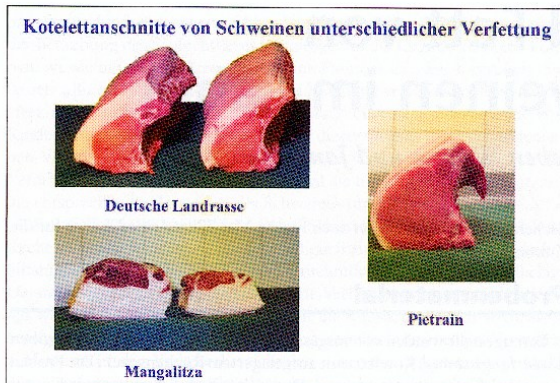 Kotelettanschnitte von Schweinen unterschiedlicher Verfettung
Deutsche Landrasse
Pietrain
Mangalitza